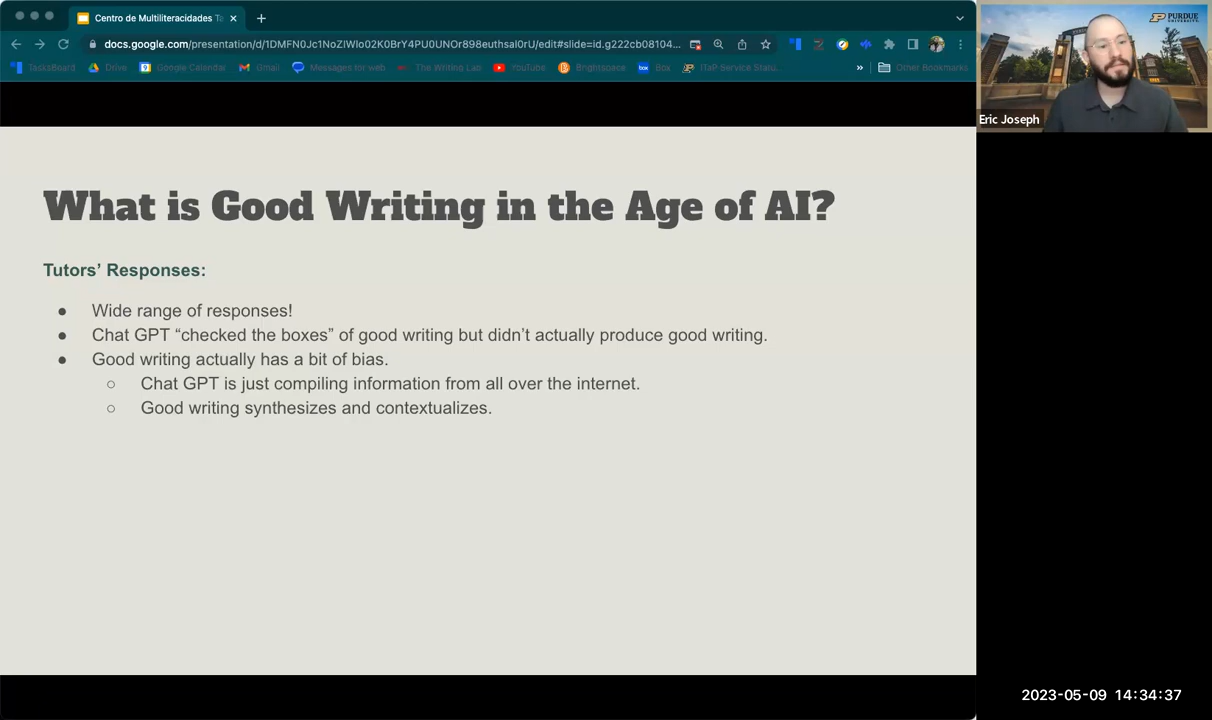 Centro de Multiliteracidades Ta
docs.google.com/presentation/d/1DMFN0Jc1NoZIWlo02K0BrY4PU0UNOr898euthsal0rU/edit#slide=id.g222cb08104...
TasksBoard
Drive
Google Calendar
Gmail
Messages for web
The Writing Lab
YouTube
Brightspace
box
Box
ITaP-Service Statu...
»
Other Bookmarks
PURDUE
Eric Joseph
What is Good Writing in the Age of AI?
Tutors’ Responses:
● Wide range of responses!
● Chat GPT “checked the boxes” of good writing but didn’t actually produce good writing.
● Good writing actually has a bit of bias.
○ Chat GPT is just compiling information from all over the internet.
○ Good writing synthesizes and contextualizes.
2023-05-09 14:34:37